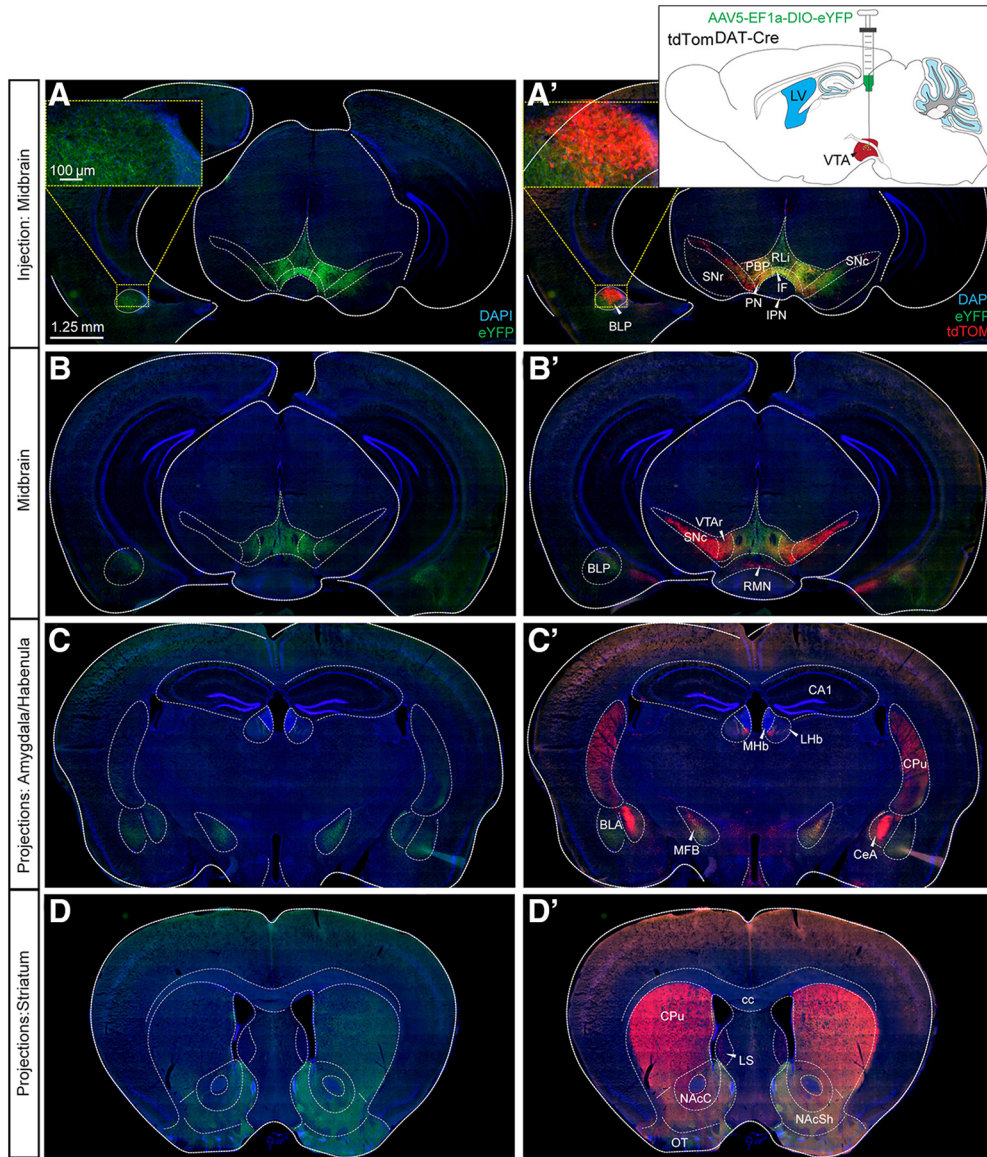 AAV5-EF1a-DIO-eYFP
tdTomDAT-Cre
LV
VTA
Injection: Midbrain
A
100 µm
1.25 mm
DAPI
eYFP
A'
SNr
PBP
RLi
SNc
IF
PN
IPN
BLP
DAPI
eYFP
tdTOM
Midbrain
B
BLP
B'
VTAr
SNc
BLP
RMN
Projections: Amygdala/Habenula
C
C'
CA1
MHb
LHb
CPu
BLA
MFB
CeA
Projections:Striatum
D
D'
cc
CPu
LS
NAcC
NAcSh
OT